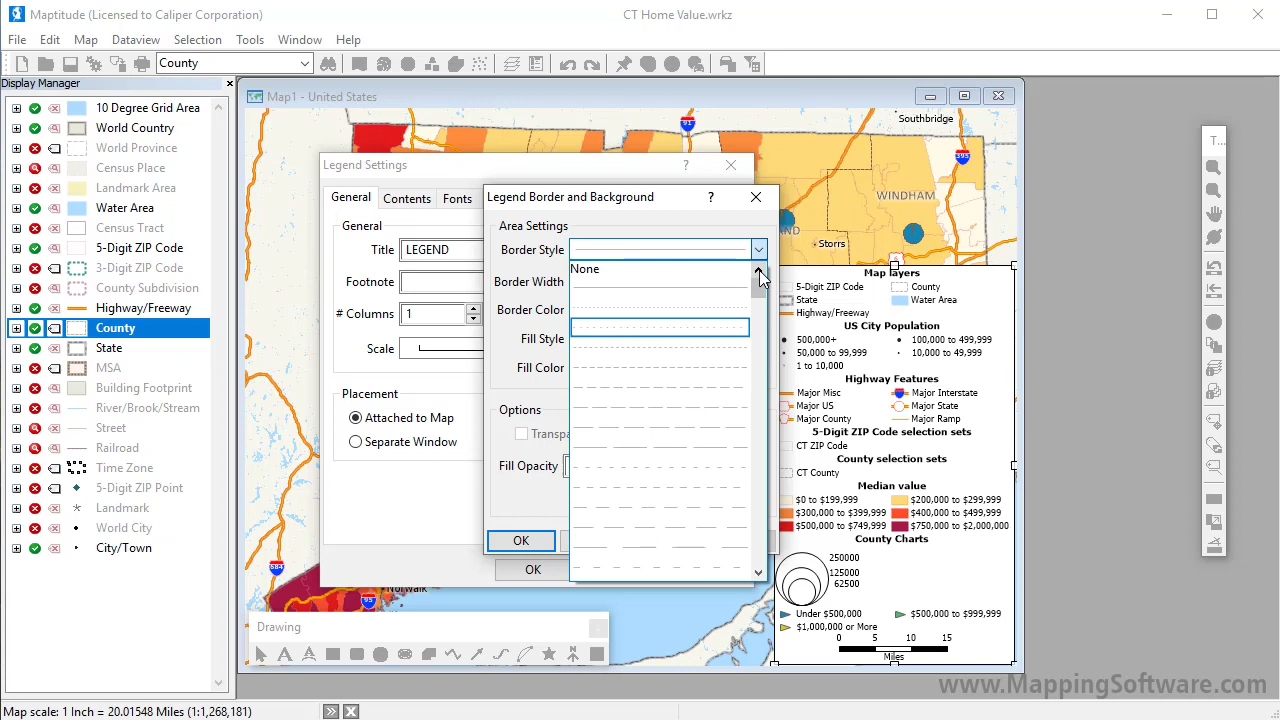 Maptitude (Licensed to Caliper Corporation)
CT Home Value.wrkz
File Edit Map Dataview Selection Tools Window Help
County
Display Manager
10 Degree Grid Area
World Country
World Province
Census Place
Landmark Area
Water Area
Census Tract
5-Digit ZIP Code
3-Digit ZIP Code
County Subdivision
Highway/Freeway
County
State
MSA
Building Footprint
River/Brook/Stream
Street
Railroad
Time Zone
5-Digit ZIP Point
Landmark
World City
City/Town
Map1 - United States
Southbridge
91
395
WINDHAM
Storrs
Legend Settings
General Contents Fonts
General
Title LEGEND
Footnote
# Columns 1
Scale
Placement
Attached to Map
Separate Window
OK
Legend Border and Background
Area Settings
Border Style
None
Border Width
Border Color
Fill Style
Fill Color
Options
Transpa
Fill Opacity
OK
Map layers
5-Digit ZIP Code County
State Water Area
Highway/Freeway
US City Population
500,000+ 100,000 to 499,999
50,000 to 99,999 10,000 to 49,999
1 to 10,000
Highway Features
Major Misc Major Interstate
Major US Major State
Major County Major Ramp
5-Digit ZIP Code selection sets
CT ZIP Code
County selection sets
CT County
Median value
$0 to $199,999 $200,000 to $299,999
$300,000 to $399,999 $400,000 to $499,999
$500,000 to $749,999 $750,000 to $2,000,000
County Charts
250000
125000
62500
Under $500,000 $500,000 to $999,999
$1,000,000 or More
0 5 10 15
Miles
684
95
Norwalk
Drawing
T...
www.MappingSoftware.com
Map scale: 1 Inch = 20.01548 Miles (1:1,268,181)